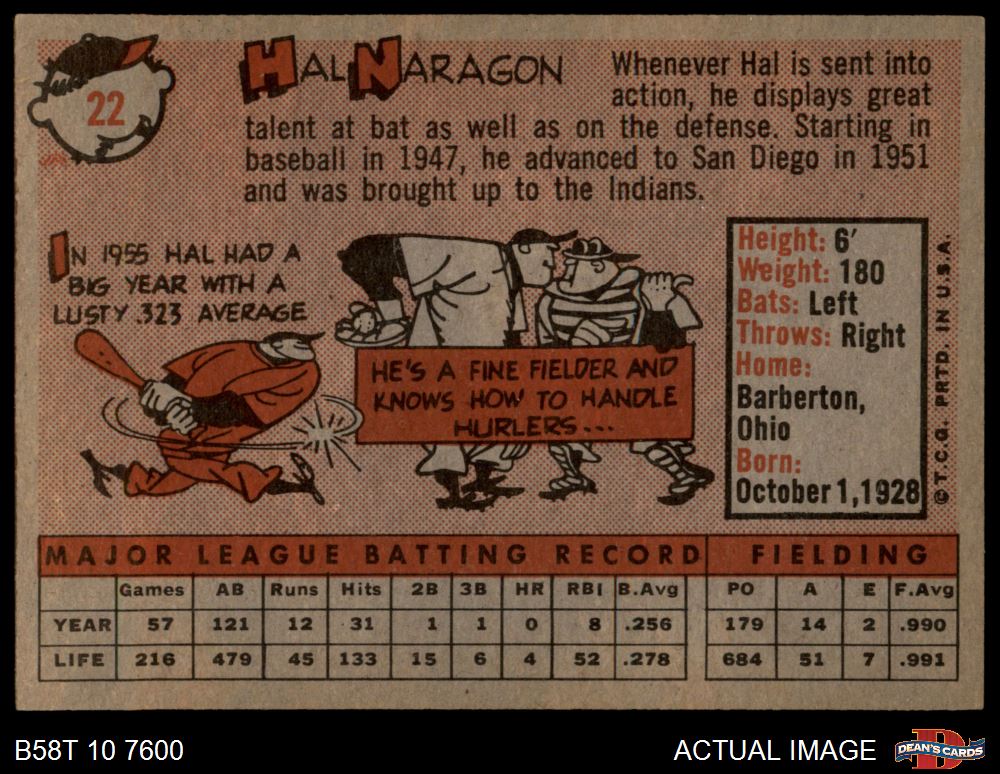 22
HAL NARAGON
Whenever Hal is sent into
action, he displays great
talent at bat as well as on the defense. Starting in
baseball in 1947, he advanced to San Diego in 1951
and was brought up to the Indians.
IN 1955 HAL HAD A
BIG YEAR WITH A
LUSTY .323 AVERAGE
HE'S A FINE FIELDER AND
KNOWS HOW TO HANDLE
HURLERS...
Height: 6'
Weight: 180
Bats: Left
Throws: Right
Home:
Barberton,
Ohio
Born:
October 1, 1928
© T.C.G. PRTD. IN U.S.A.
MAJOR LEAGUE BATTING RECORD FIELDING
Games AB Runs Hits 2B 3B HR RBI B.Avg PO A E F.Avg
YEAR 57 121 12 31 1 1 0 8 .256 179 14 2 .990
LIFE 216 479 45 133 15 6 4 52 .278 684 51 7 .991
B58T 10 7600
ACTUAL IMAGE
DEAN'S CARDS